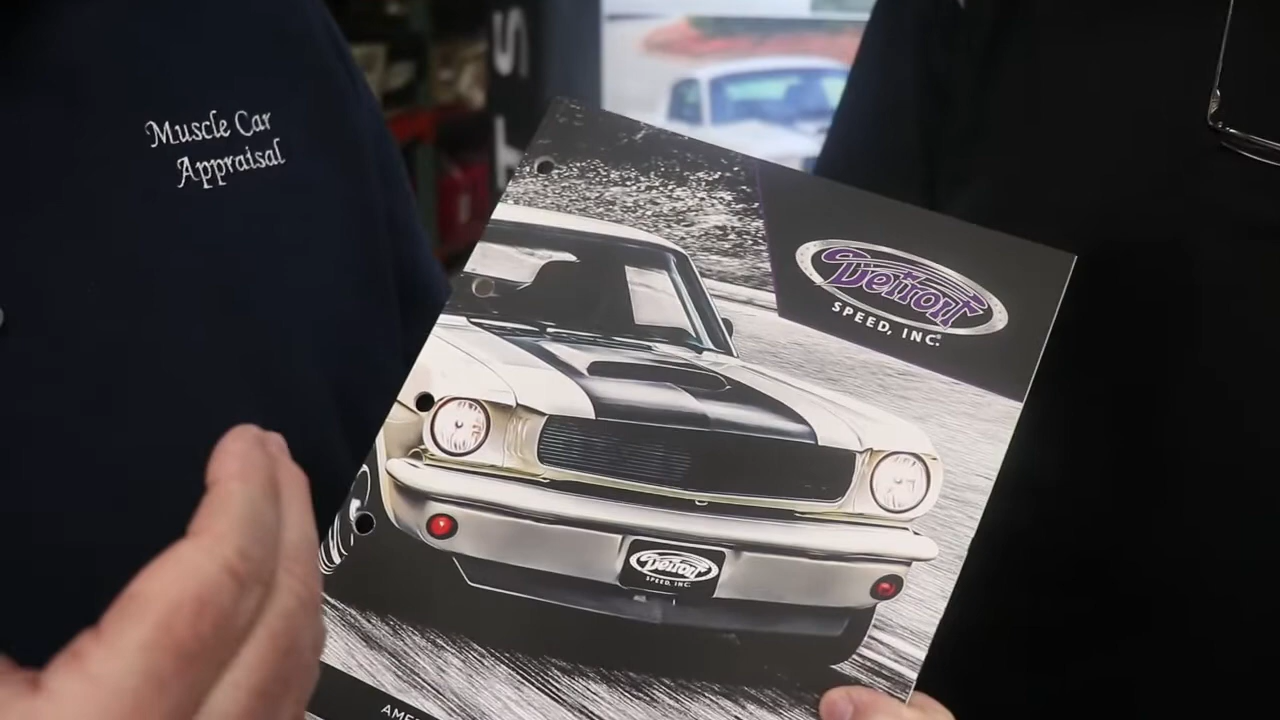 Muscle Car
Appraisal
Detroit
SPEED, INC.
Detroit
SPEED, INC.